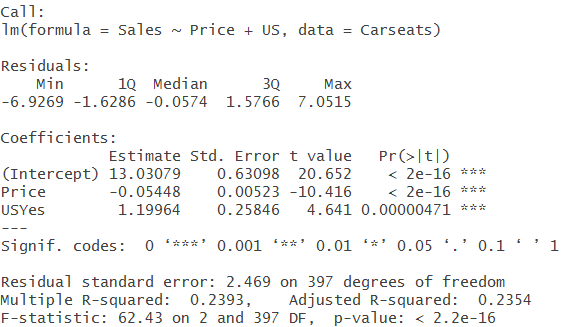 Call:
lm(formula = Sales ~ Price + US, data = Carseats)
Residuals:
    Min      1Q  Median      3Q     Max
-6.9269 -1.6286 -0.0574  1.5766  7.0515
Coefficients:
            Estimate Std. Error t value   Pr(>|t|)
(Intercept) 13.03079    0.63098  20.652    < 2e-16 ***
Price       -0.05448    0.00523 -10.416    < 2e-16 ***
USYes        1.19964    0.25846   4.641 0.00000471 ***
---
Signif. codes:  0 ‘***’ 0.001 ‘**’ 0.01 ‘*’ 0.05 ‘.’ 0.1 ‘ ’ 1
Residual standard error: 2.469 on 397 degrees of freedom
Multiple R-squared:  0.2393,    Adjusted R-squared:  0.2354
F-statistic: 62.43 on 2 and 397 DF,  p-value: < 2.2e-16